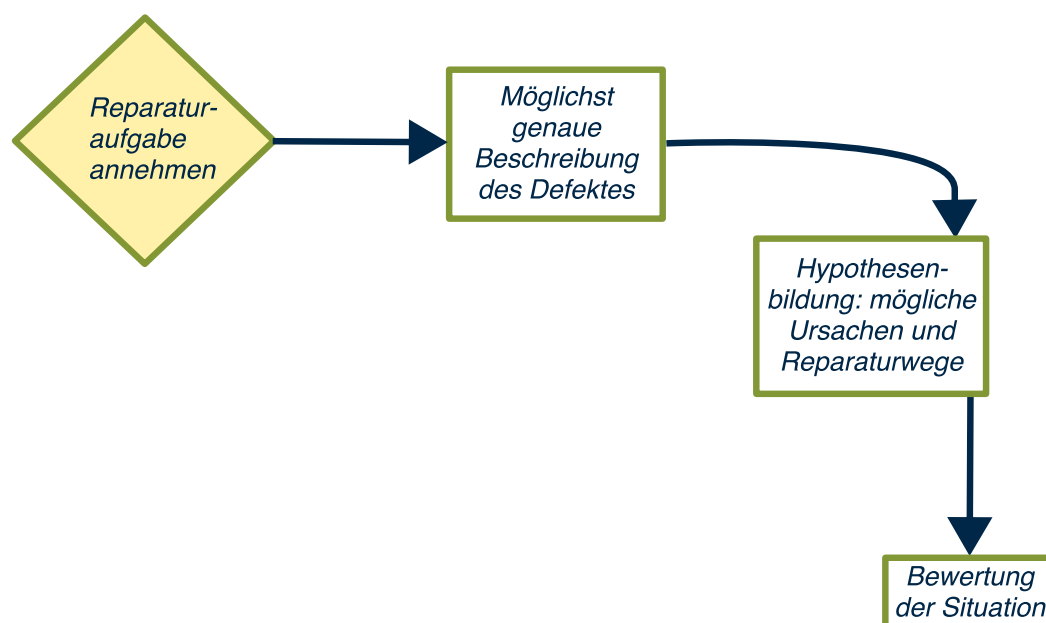 Reparatur-
aufgabe
annehmen
Möglichst
genaue
Beschreibung
des Defektes
Hypothesen-
bildung: mögliche
Ursachen und
Reparaturwege
Bewertung
der Situation